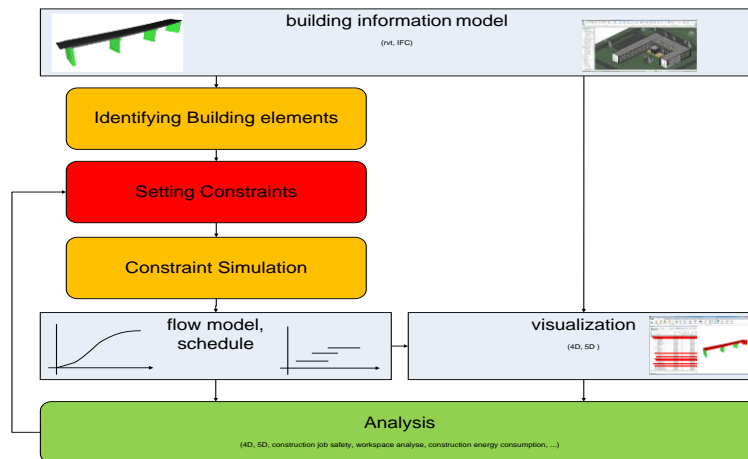 building information model
(rvt, IFC)
Identifying Building elements
Setting Constraints
Constraint Simulation
flow model,
schedule
visualization
(4D, 5D )
Analysis
(4D, 5D, construction job safety, workspace analyse, construction energy consumption, ...)